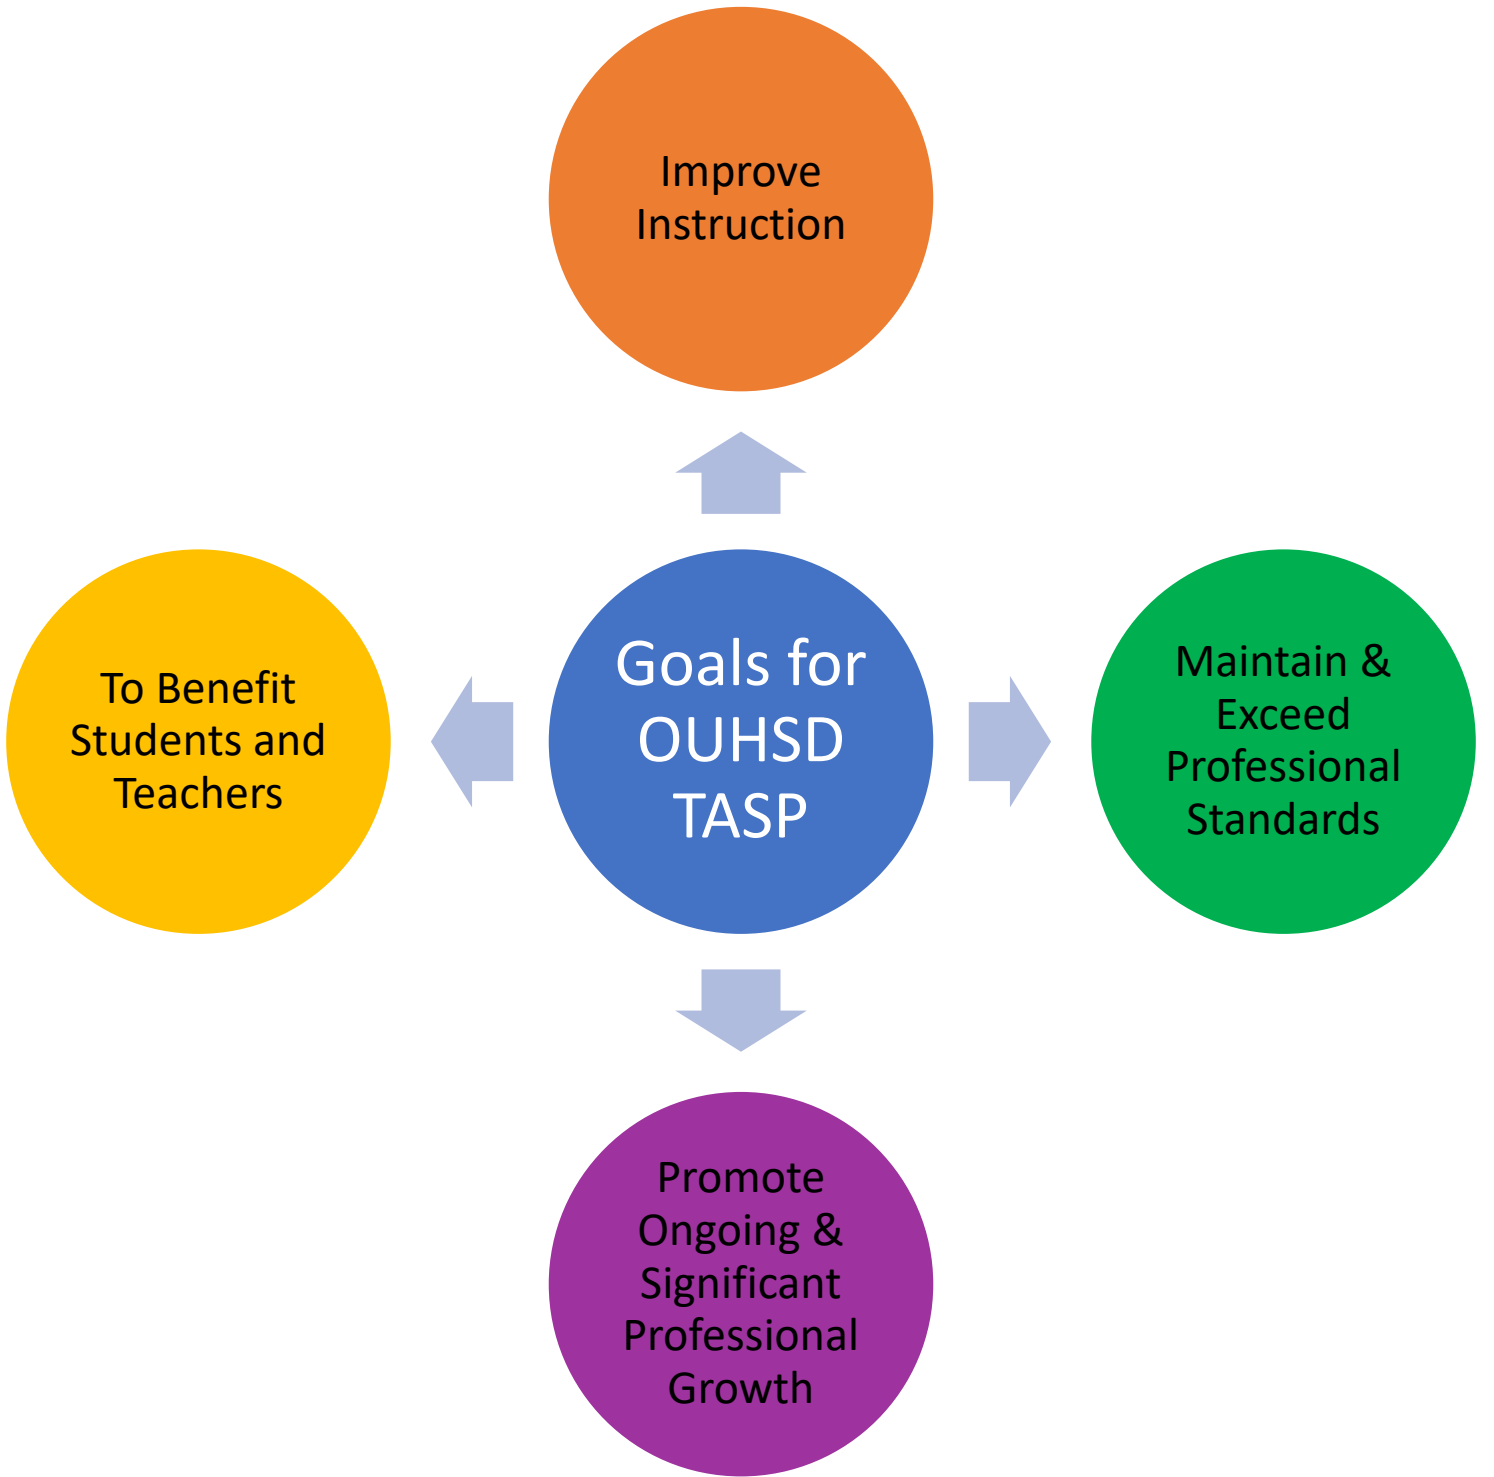 Improve
Instruction
To Benefit
Students and
Teachers
Goals for
OUHSD
TASP
Maintain &
Exceed
Professional
Standards
Promote
Ongoing &
Significant
Professional
Growth